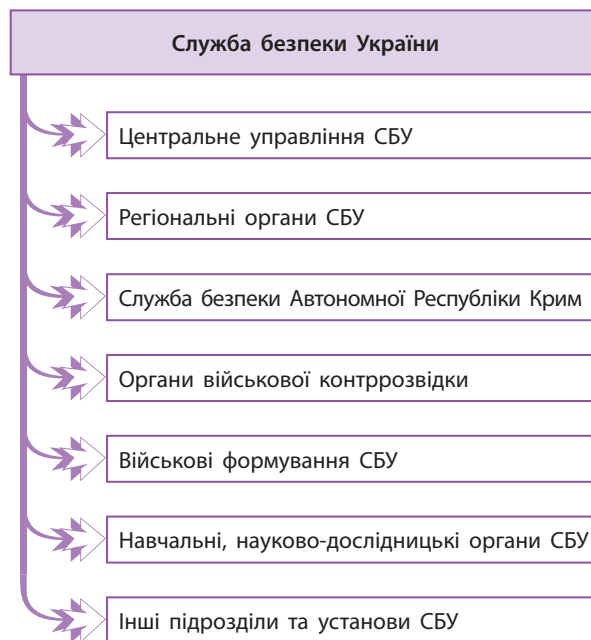 Служба безпеки України
Центральне управління СБУ
Регіональні органи СБУ
Служба безпеки Автономної Республіки Крим
Органи військової контррозвідки
Військові формування СБУ
Навчальні, науково-дослідницькі органи СБУ
Інші підрозділи та установи СБУ